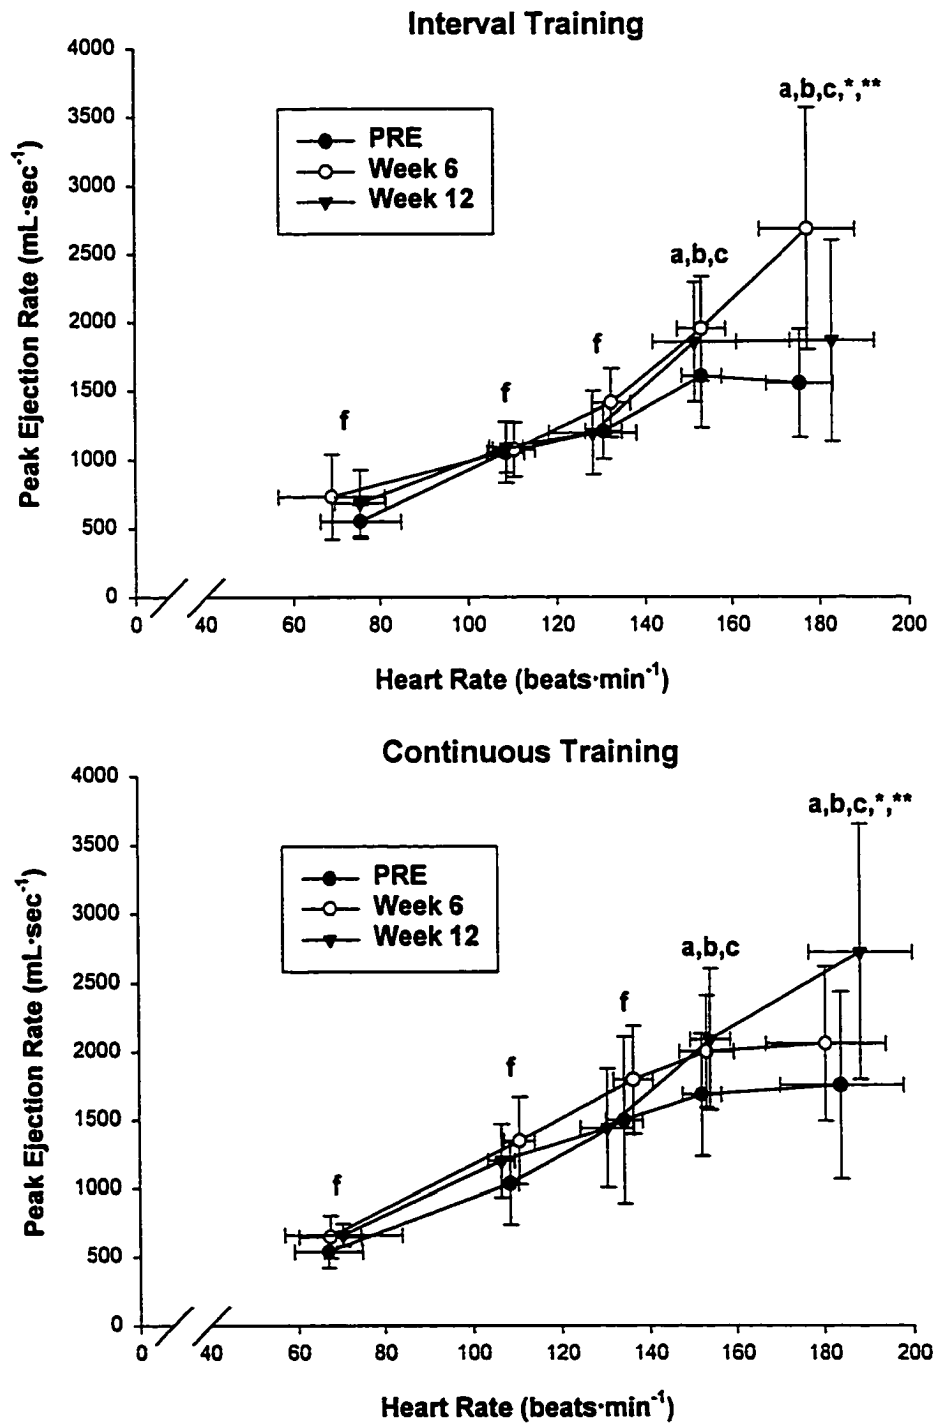 Interval Training
4000
3500
3000
2500
2000
1500
1000
500
0
Peak Ejection Rate (mL·sec⁻¹)
PRE
Week 6
Week 12
a,b,c,*,**
a,b,c
f
f
f
0 40 60 80 100 120 140 160 180 200
Heart Rate (beats·min⁻¹)
Continuous Training
4000
3500
3000
2500
2000
1500
1000
500
0
Peak Ejection Rate (mL·sec⁻¹)
PRE
Week 6
Week 12
a,b,c,*,**
a,b,c
f
f
f
0 40 60 80 100 120 140 160 180 200
Heart Rate (beats·min⁻¹)